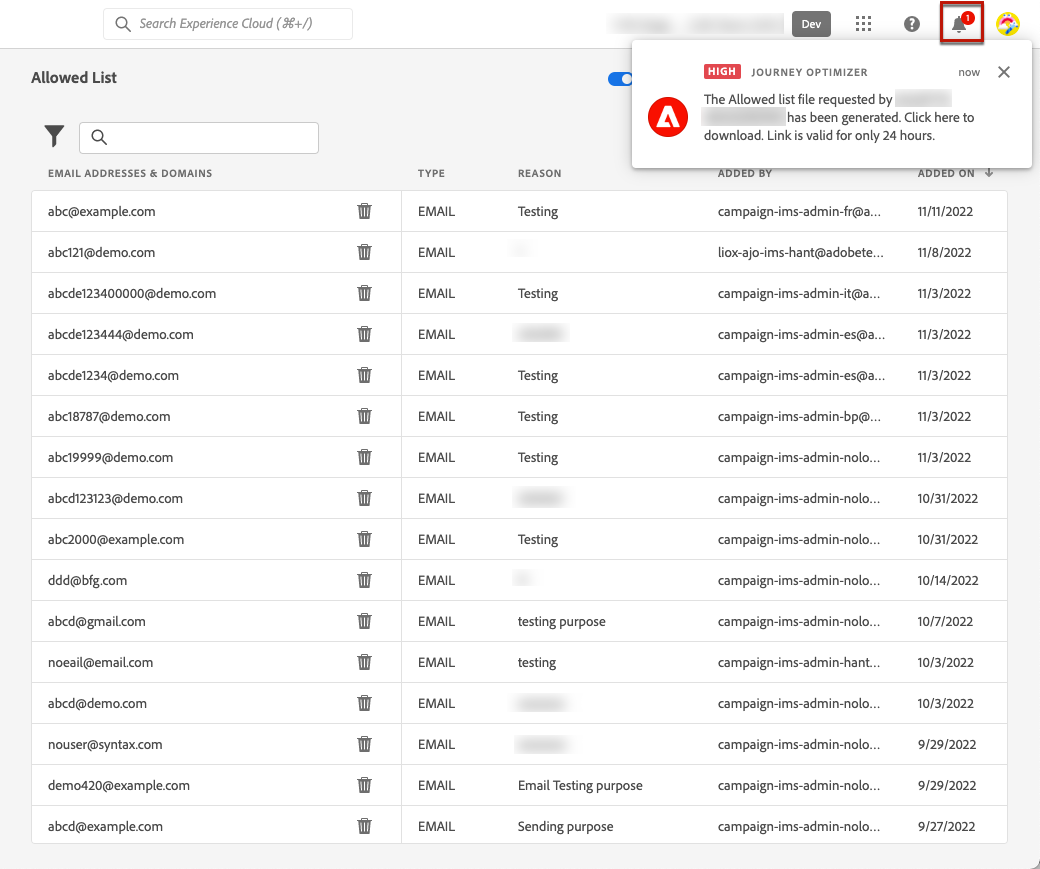 Search Experience Cloud (⌘+/)
Dev
1
Allowed List
HIGH JOURNEY OPTIMIZER now
The Allowed list file requested by
has been generated. Click here to
download. Link is valid for only 24 hours.
EMAIL ADDRESSES & DOMAINS TYPE REASON ADDED BY ADDED ON
abc@example.com EMAIL Testing campaign-ims-admin-fr@a... 11/11/2022
abc121@demo.com EMAIL liox-ajo-ims-hant@adobete... 11/8/2022
abcde123400000@demo.com EMAIL Testing campaign-ims-admin-it@a... 11/3/2022
abcde123444@demo.com EMAIL campaign-ims-admin-es@a... 11/3/2022
abcde1234@demo.com EMAIL Testing campaign-ims-admin-es@a... 11/3/2022
abc18787@demo.com EMAIL Testing campaign-ims-admin-bp@... 11/3/2022
abc19999@demo.com EMAIL Testing campaign-ims-admin-nolo... 11/3/2022
abcd123123@demo.com EMAIL campaign-ims-admin-nolo... 10/31/2022
abc2000@example.com EMAIL Testing campaign-ims-admin-nolo... 10/31/2022
ddd@bfg.com EMAIL campaign-ims-admin-nolo... 10/14/2022
abcd@gmail.com EMAIL testing purpose campaign-ims-admin-nolo... 10/7/2022
noeail@email.com EMAIL testing campaign-ims-admin-hant... 10/3/2022
abcd@demo.com EMAIL campaign-ims-admin-nolo... 10/3/2022
nouser@syntax.com EMAIL campaign-ims-admin-nolo... 9/29/2022
demo420@example.com EMAIL Email Testing purpose campaign-ims-admin-nolo... 9/29/2022
abcd@example.com EMAIL Sending purpose campaign-ims-admin-nolo... 9/27/2022